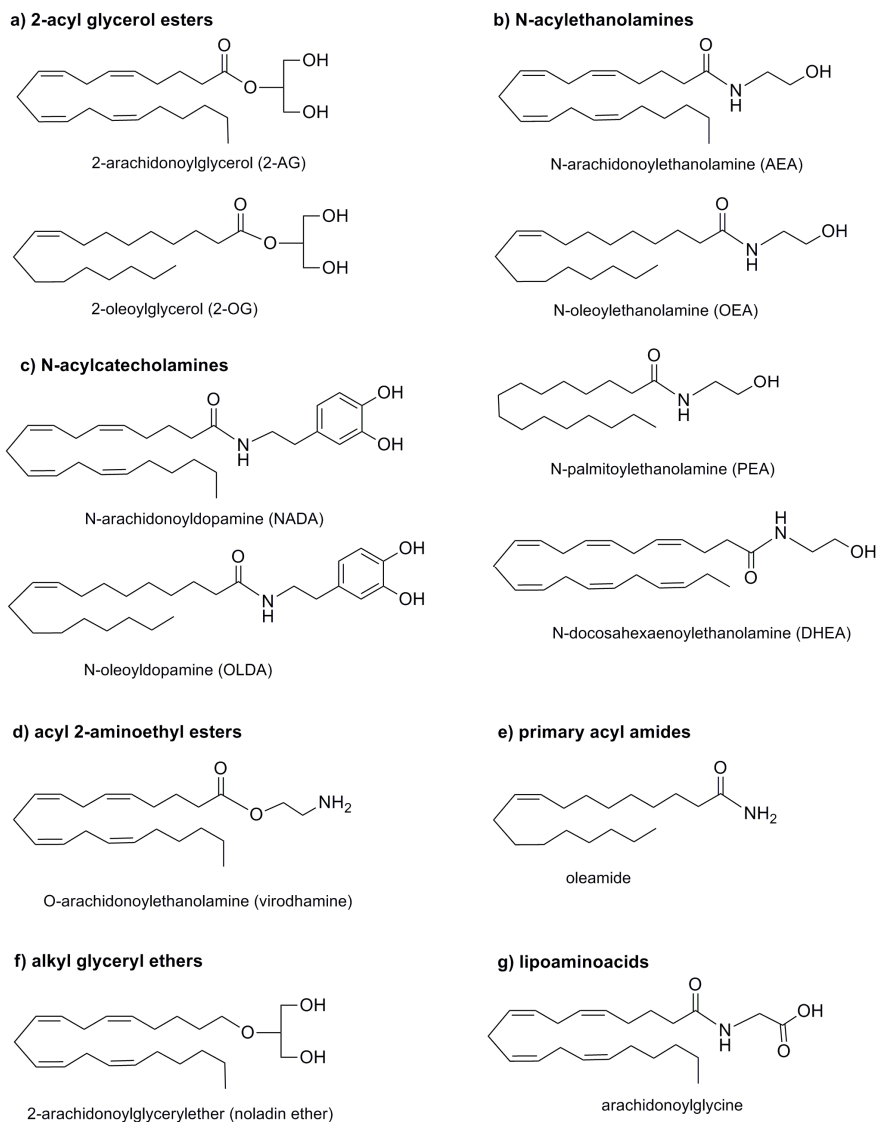 a) 2-acyl glycerol esters
O
OH
O
OH
2-arachidonoylglycerol (2-AG)
O
OH
O
OH
2-oleoylglycerol (2-OG)
b) N-acylethanolamines
O
OH
N
H
N-arachidonoylethanolamine (AEA)
O
OH
N
H
N-oleoylethanolamine (OEA)
O
OH
N
H
N-palmitoylethanolamine (PEA)
H
N
OH
O
N-docosahexaenoylethanolamine (DHEA)
c) N-acylcatecholamines
OH
O
OH
N
H
N-arachidonoyldopamine (NADA)
OH
O
OH
N
H
N-oleoyldopamine (OLDA)
d) acyl 2-aminoethyl esters
O
NH2
O
O-arachidonoylethanolamine (virodhamine)
e) primary acyl amides
O
NH2
oleamide
f) alkyl glyceryl ethers
OH
O
OH
2-arachidonoylglycerylether (noladin ether)
g) lipoaminoacids
O
OH
N
H
O
arachidonoylglycine